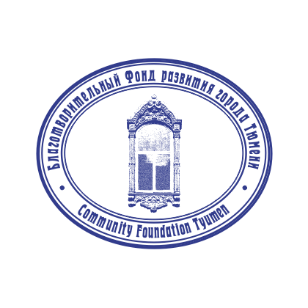 Благотворительный Фонд развития города Тюмени
Community Foundation Tyumen